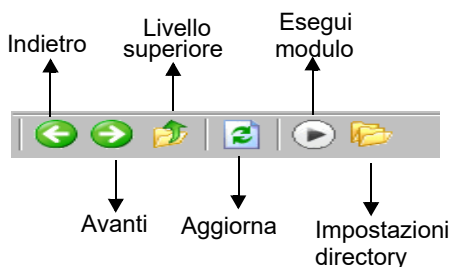 Indietro
Livello
superiore
Esegui
modulo
Avanti
Aggiorna
Impostazioni
directory